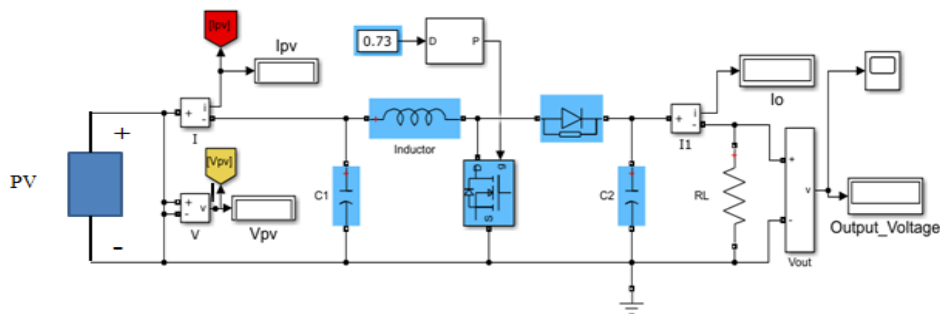 [Ipv]
Ipv
0.73
D
P
Io
+
i
-
I
+
i
-
I1
+
PV
-
[Vpv]
+
-
v
V
Vpv
+
C1
+
Inductor
g
D
S
+
C2
+
RL
+
-
v
Vout
Output_Voltage